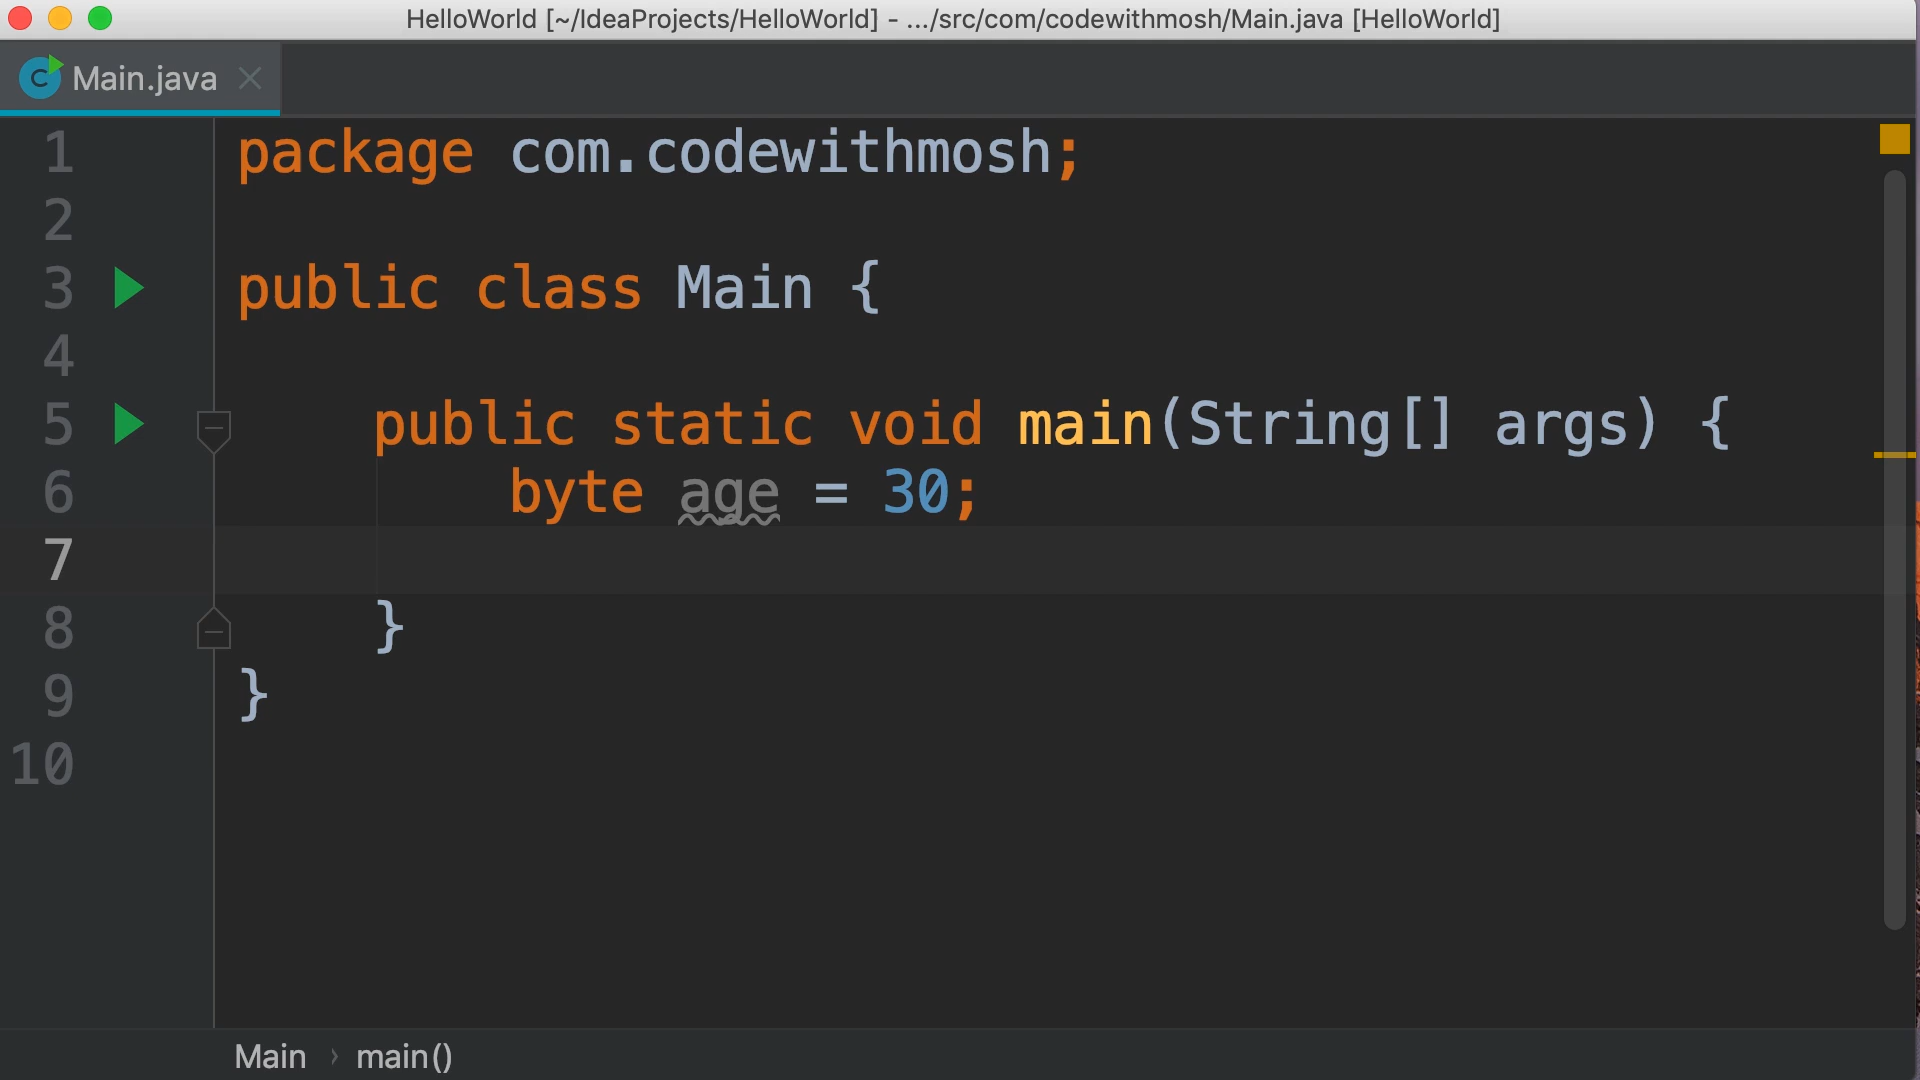 HelloWorld [~/IdeaProjects/HelloWorld] - .../src/com/codewithmosh/Main.java [HelloWorld]
C Main.java
1 package com.codewithmosh;
2
3 public class Main {
4
5     public static void main(String[] args) {
6         byte age = 30;
7
8     }
9 }
10
Main › main()